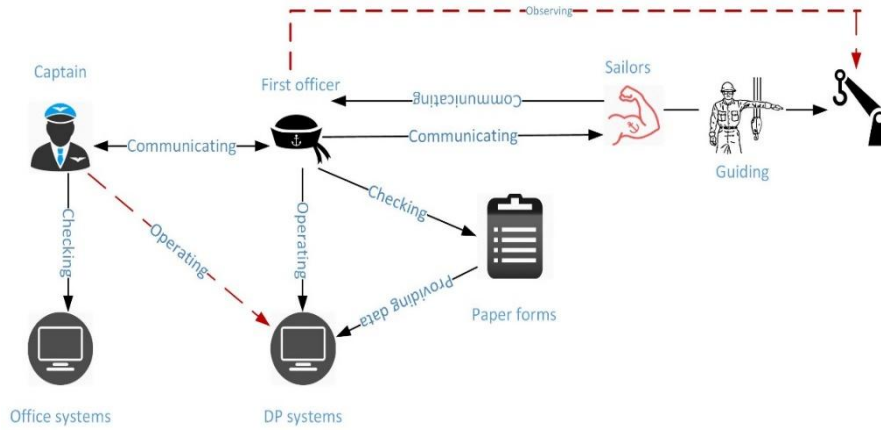 Observing
Captain
First officer
Sailors
Communicating
Communicating
Communicating
Guiding
Checking
Operating
Operating
Checking
Providing data
Paper forms
Office systems
DP systems